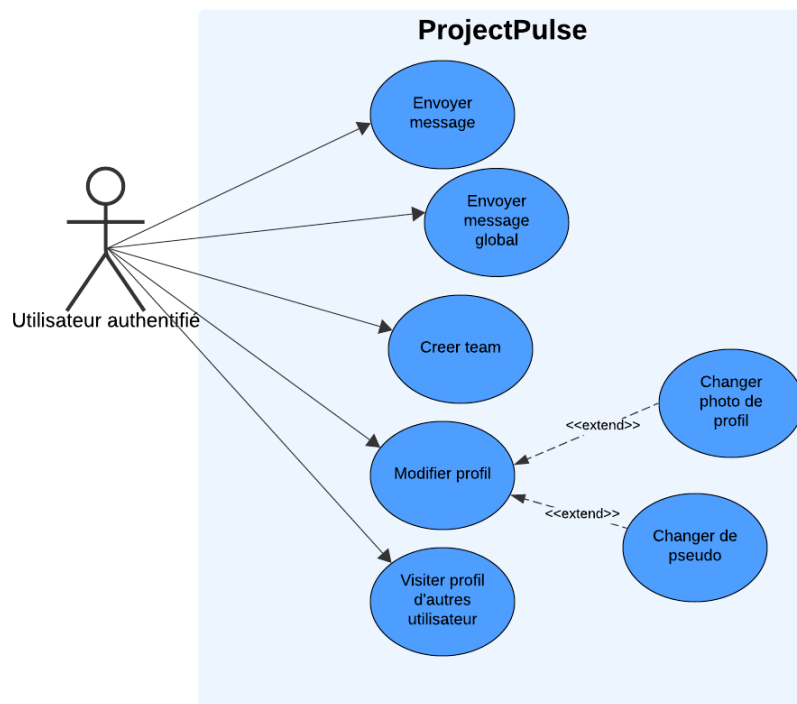 ProjectPulse
Envoyer
message
Envoyer
message
global
Utilisateur authentifié
Creer team
Changer
photo de
profil
<<extend>>
Modifier profil
<<extend>>
Changer de
pseudo
Visiter profil
d'autres
utilisateur